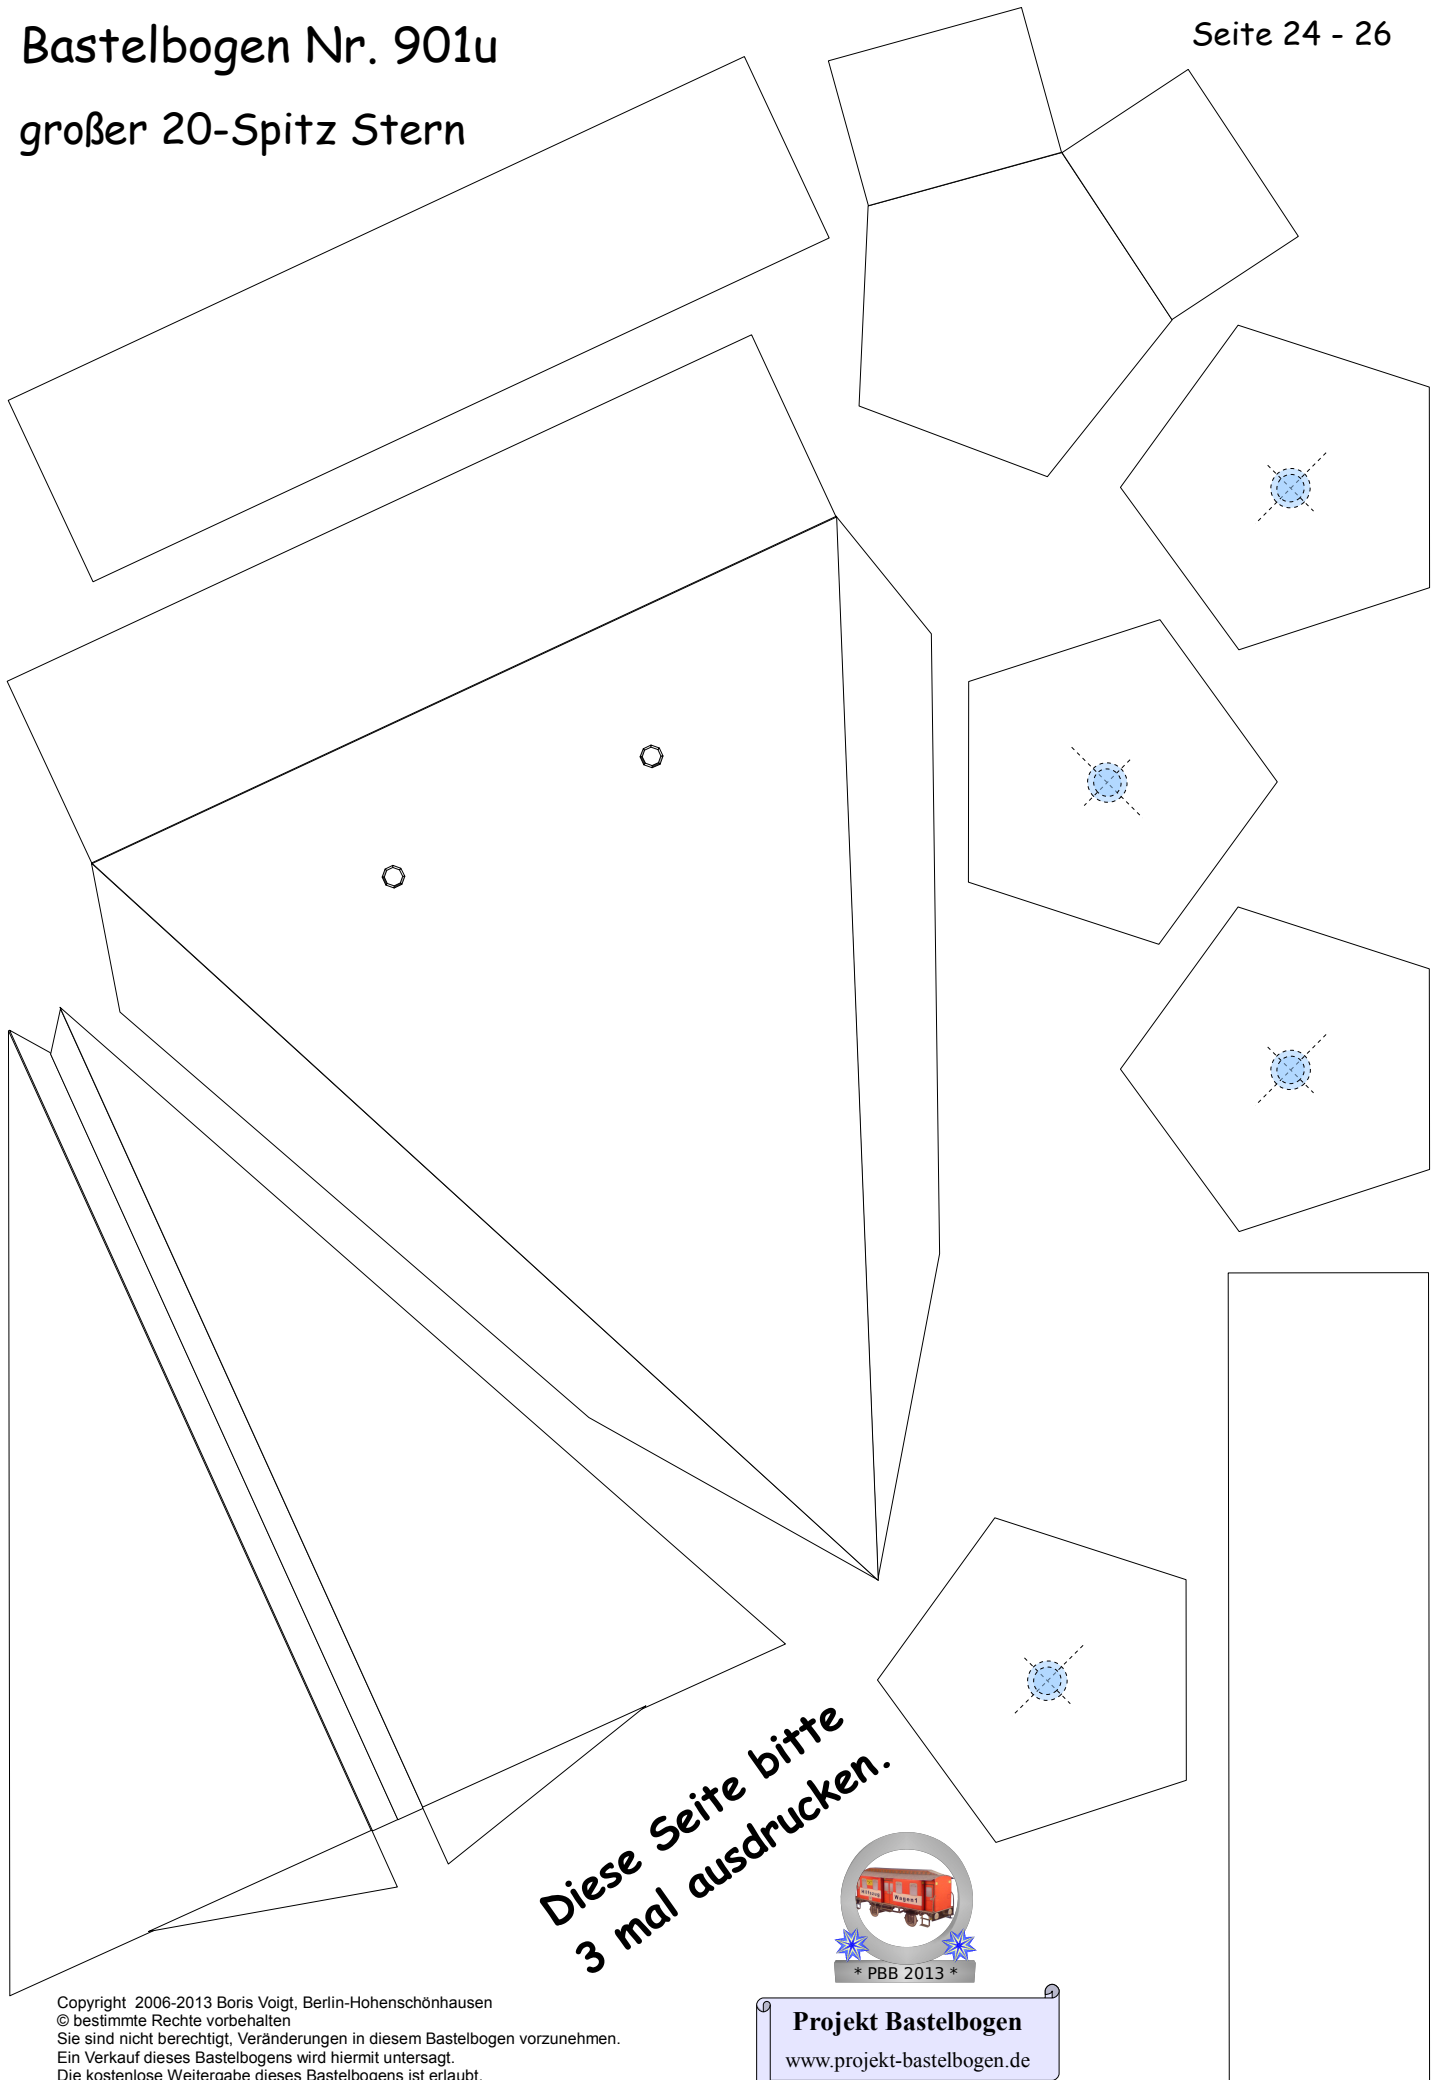 Bastelbogen Nr. 901u
Seite 24 - 26
großer 20-Spitz Stern
Diese Seite bitte
3 mal ausdrucken.
Wagen 1
* PBB 2013 *
Projekt Bastelbogen
www.projekt-bastelbogen.de
Copyright  2006-2013 Boris Voigt, Berlin-Hohenschönhausen
© bestimmte Rechte vorbehalten
Sie sind nicht berechtigt, Veränderungen in diesem Bastelbogen vorzunehmen.
Ein Verkauf dieses Bastelbogens wird hiermit untersagt.
Die kostenlose Weitergabe dieses Bastelbogens ist erlaubt.